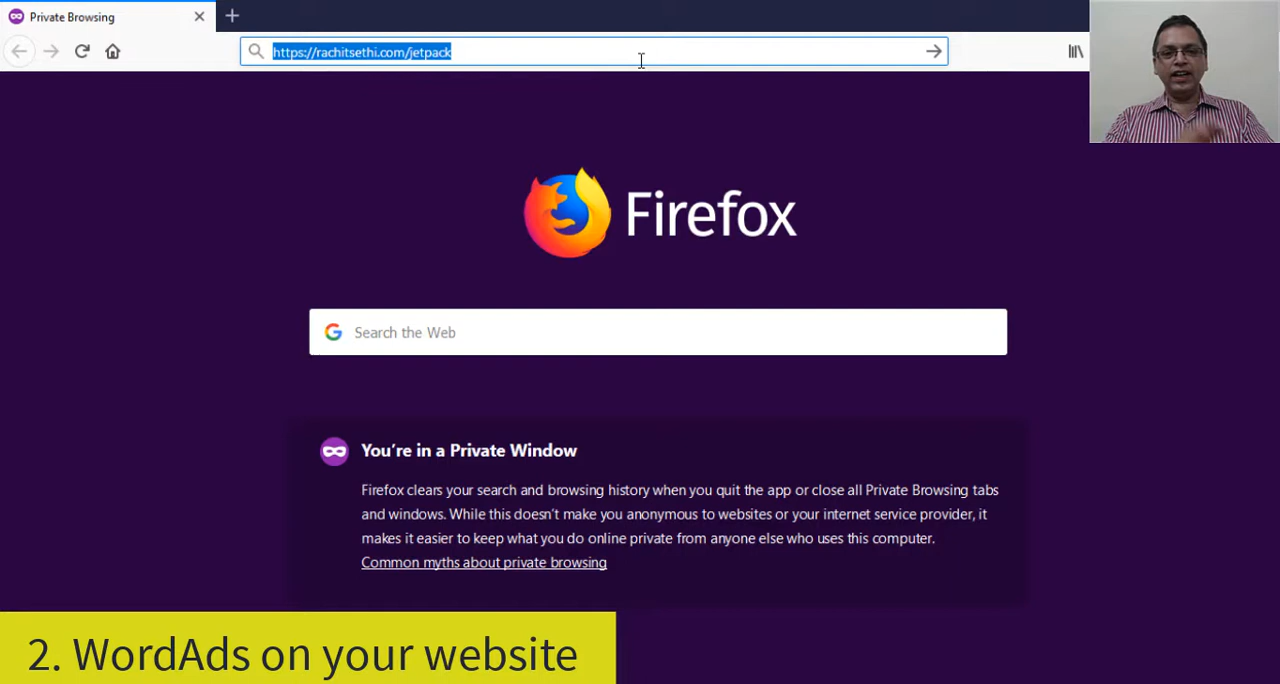 Private Browsing
https://rachitsethi.com/jetpack
Firefox
Search the Web
You're in a Private Window
Firefox clears your search and browsing history when you quit the app or close all Private Browsing tabs
and windows. While this doesn't make you anonymous to websites or your internet service provider, it
makes it easier to keep what you do online private from anyone else who uses this computer.
Common myths about private browsing
2. WordAds on your website